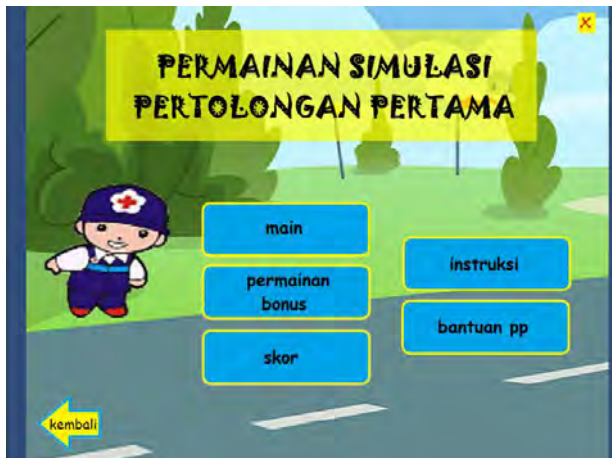 X
PERMAINAN SIMULASI
PERTOLONGAN PERTAMA
main
permainan
bonus
skor
instruksi
bantuan pp
kembali